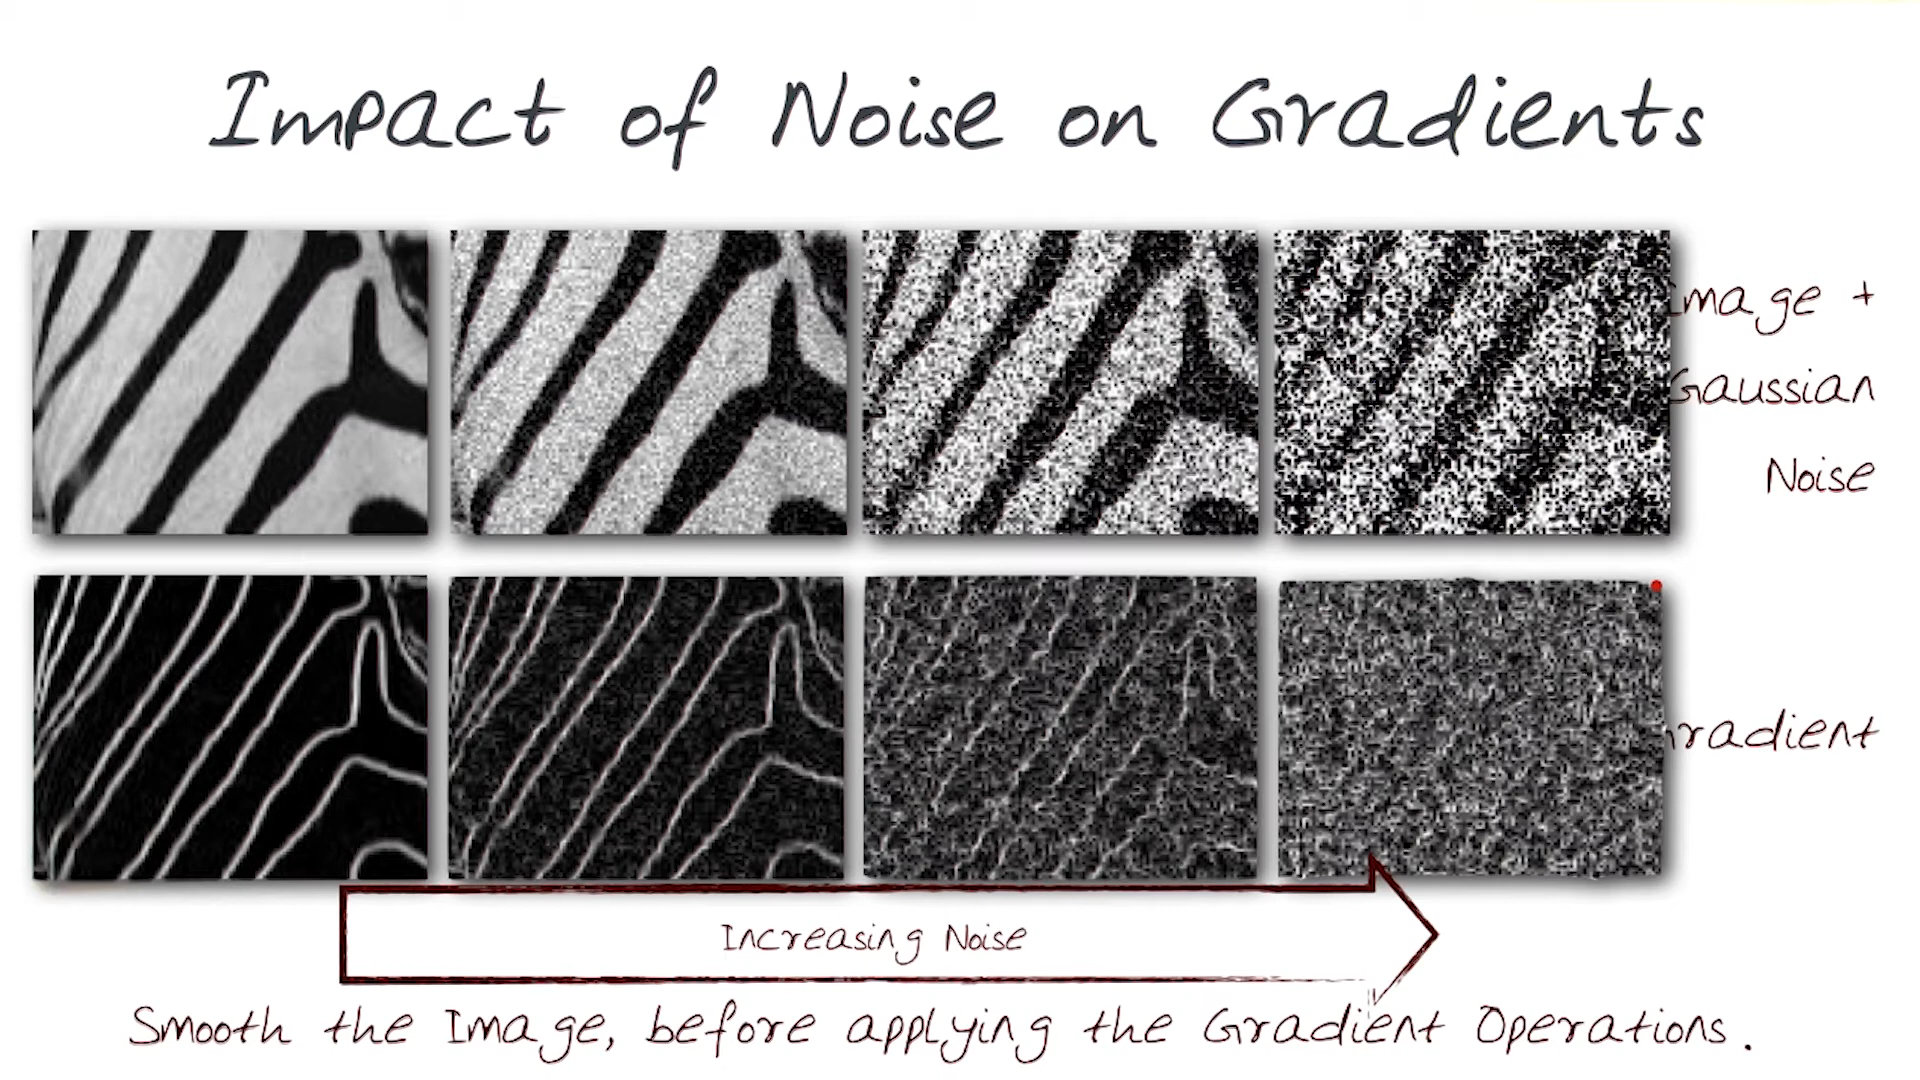 Impact of Noise on Gradients
mage +
Gaussian
Noise
radient
Increasing Noise
Smooth the Image, before applying the Gradient Operations.